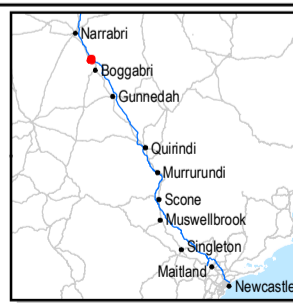 Narrabri
Boggabri
Gunnedah
Quirindi
Murrurundi
Scone
Muswellbrook
Singleton
Maitland
Newcastle